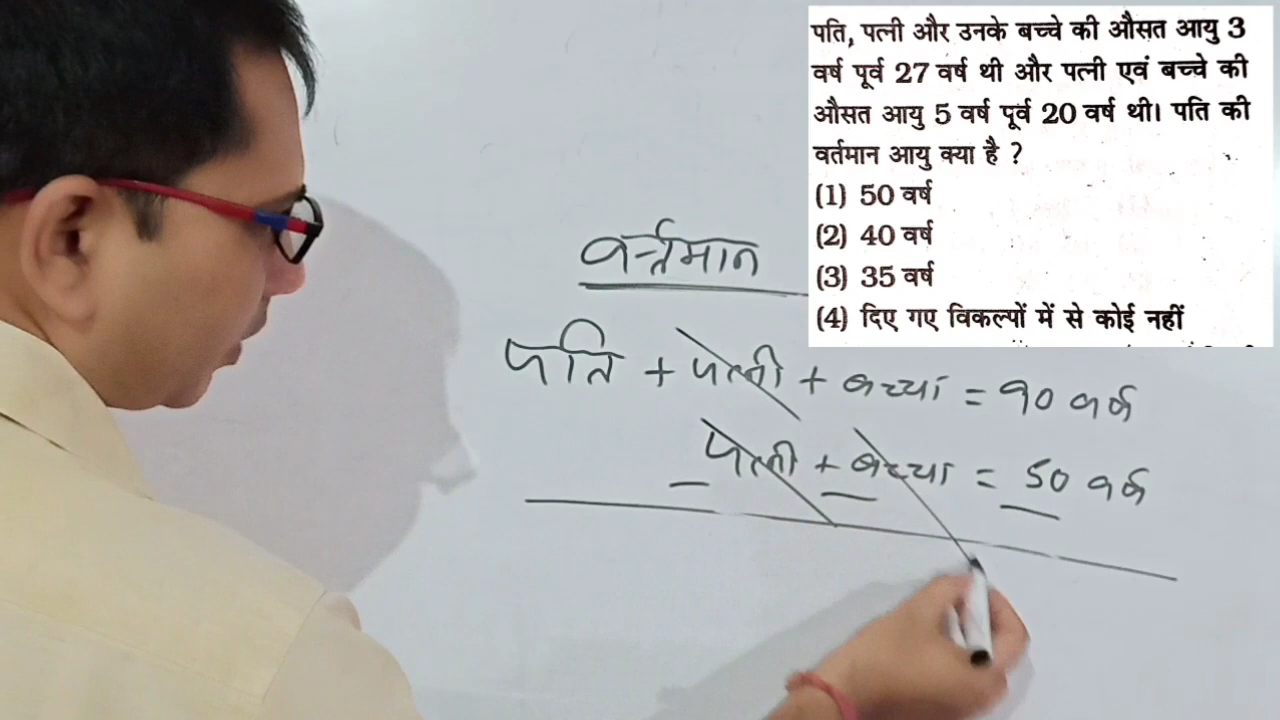 पति, पत्नी और उनके बच्चे की औसत आयु 3
वर्ष पूर्व 27 वर्ष थी और पत्नी एवं बच्चे की
औसत आयु 5 वर्ष पूर्व 20 वर्ष थी। पति की
वर्तमान आयु क्या है ?
(1) 50 वर्ष
(2) 40 वर्ष
(3) 35 वर्ष
(4) दिए गए विकल्पों में से कोई नहीं
वर्त्तमान
पति + पत्नी + बच्चा = 90 वर्ष
पत्नी + बच्चा = 50 वर्ष